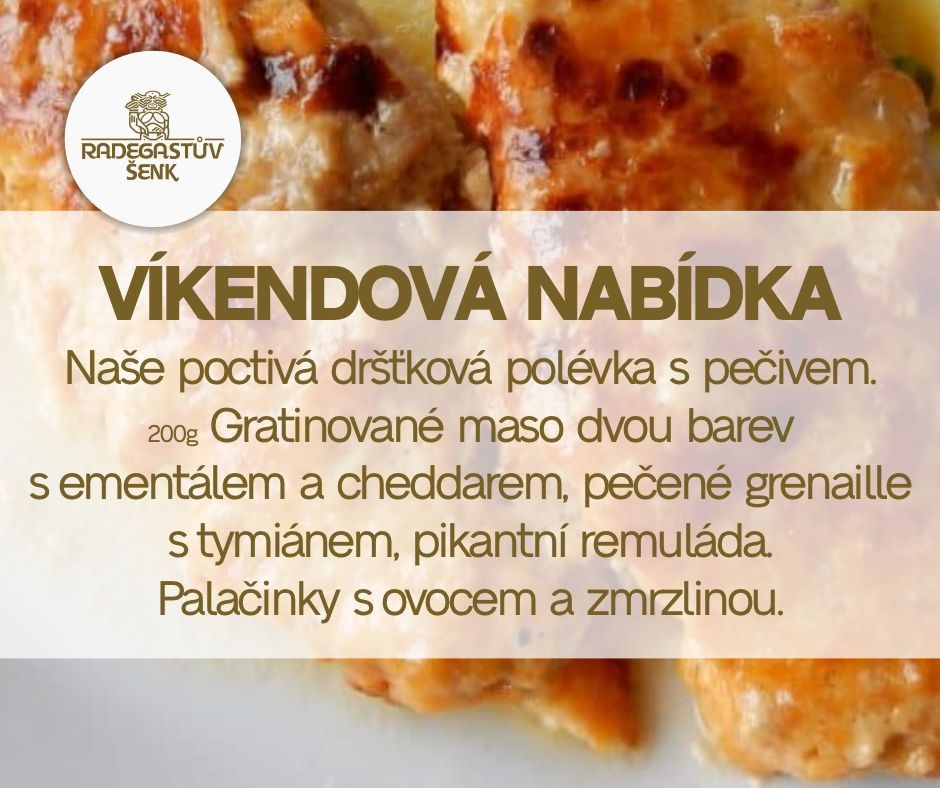 RADEGASTŮV
ŠENK
VÍKENDOVÁ NABÍDKA
Naše poctivá dršťková polévka s pečivem.
200g Gratinované maso dvou barev
s ementálem a cheddarem, pečené grenaille
s tymiánem, pikantní remuláda.
Palačinky s ovocem a zmrzlinou.